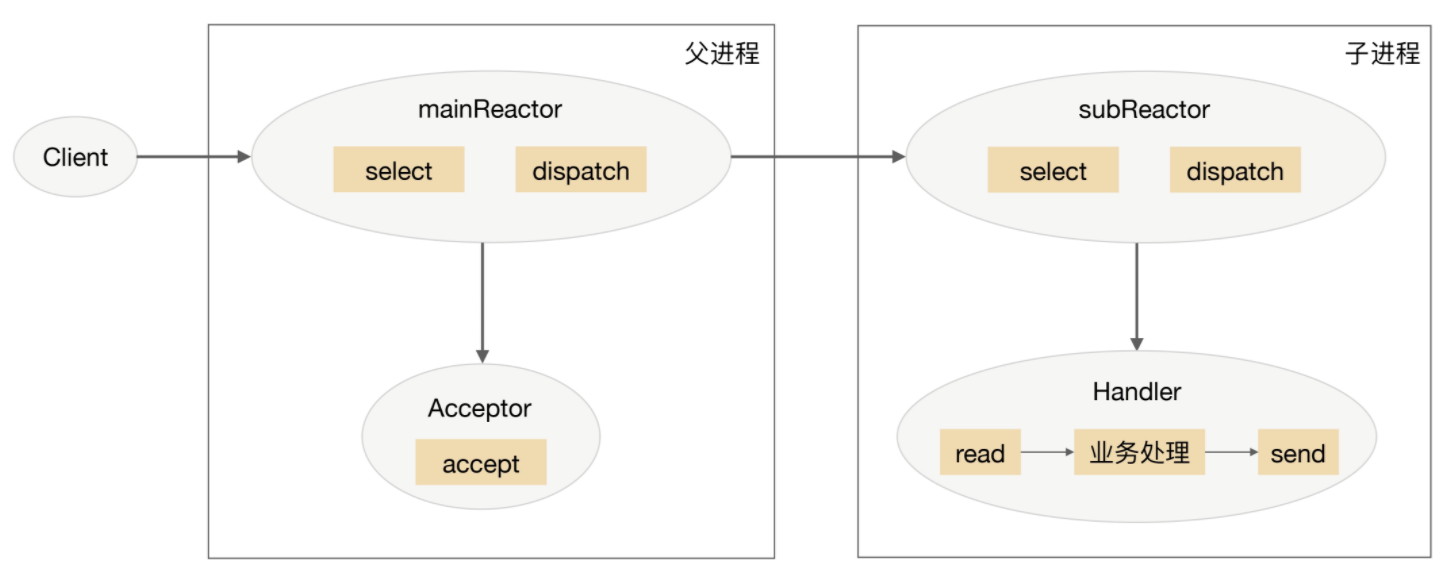 父进程
子进程
mainReactor
subReactor
Client
select
dispatch
select
dispatch
Acceptor
accept
Handler
read
业务处理
send